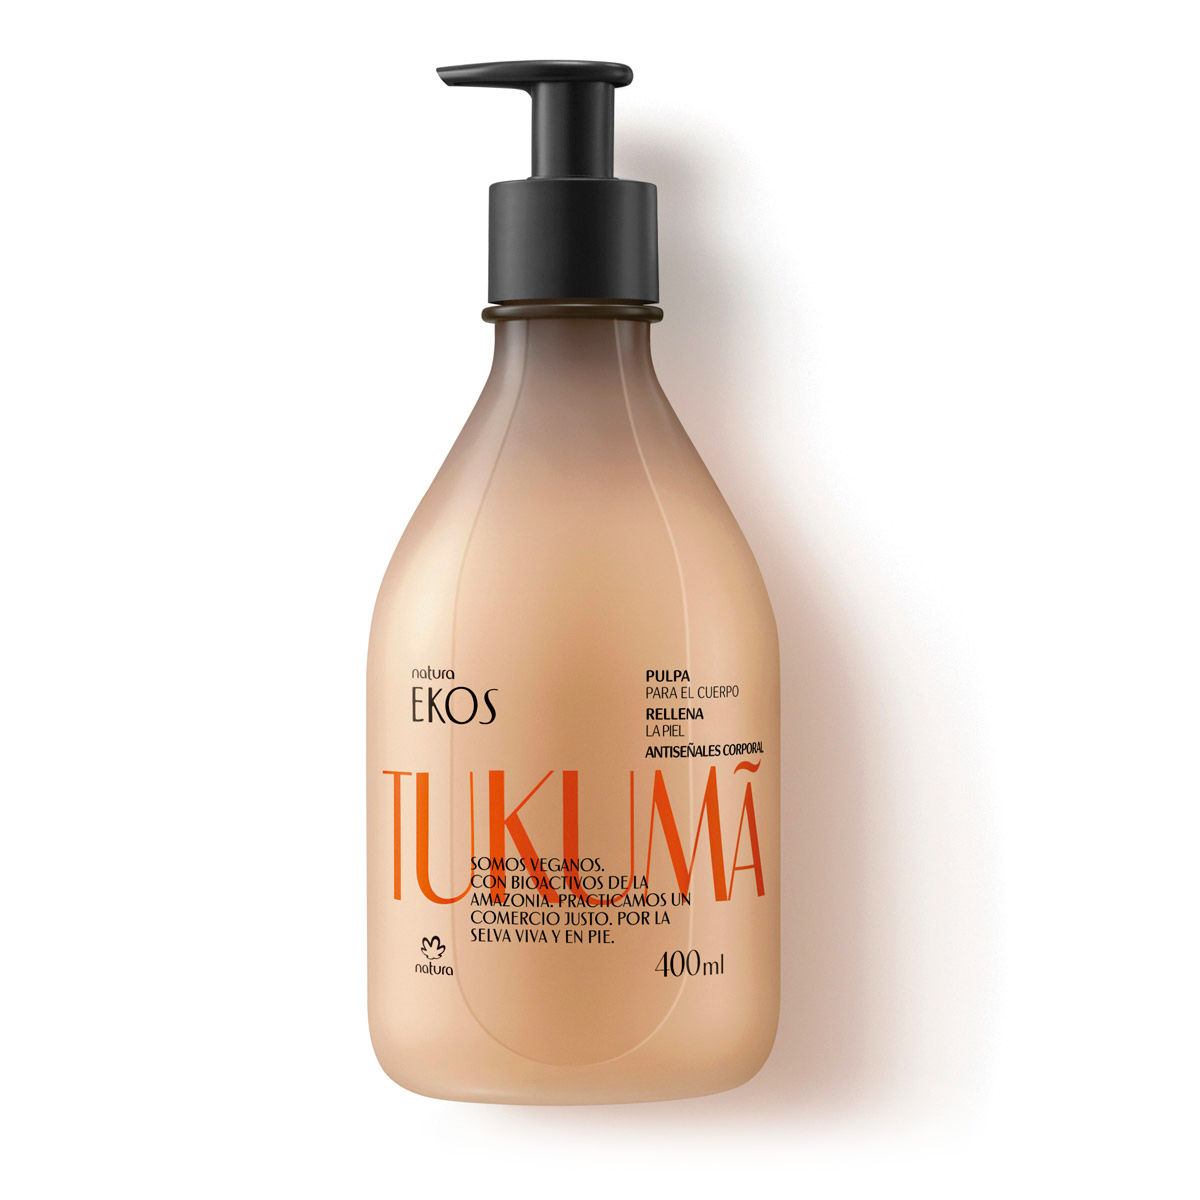 natura
EKOS
PULPA
PARA EL CUERPO
RELLENA
LA PIEL
ANTISEÑALES CORPORAL
TUKUMÃ
SOMOS VEGANOS.
CON BIOACTIVOS DE LA
AMAZONIA. PRACTICAMOS UN
COMERCIO JUSTO. POR LA
SELVA VIVA Y EN PIE.
natura
400ml